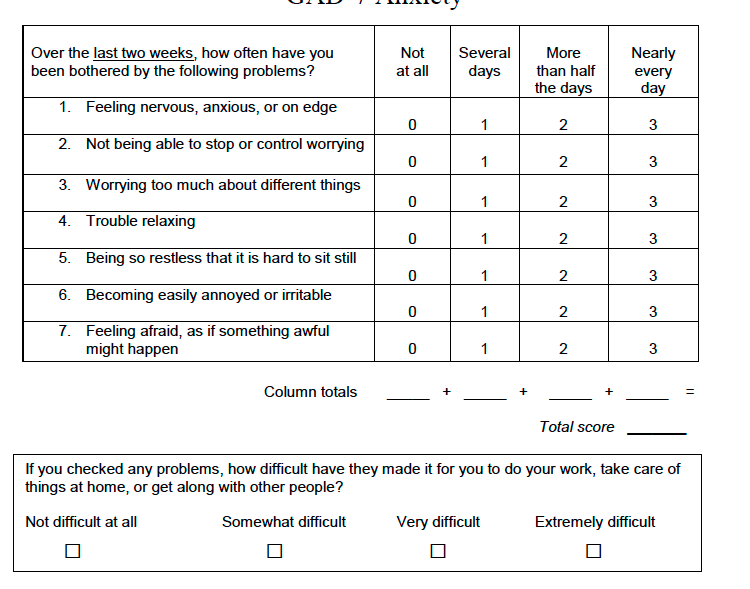 GAD-7 Anxiety
Over the last two weeks, how often have you
been bothered by the following problems?
Not
at all
Several
days
More
than half
the days
Nearly
every
day
1. Feeling nervous, anxious, or on edge
0 1 2 3
2. Not being able to stop or control worrying
0 1 2 3
3. Worrying too much about different things
0 1 2 3
4. Trouble relaxing
0 1 2 3
5. Being so restless that it is hard to sit still
0 1 2 3
6. Becoming easily annoyed or irritable
0 1 2 3
7. Feeling afraid, as if something awful
might happen
0 1 2 3
Column totals _____ + _____ + _____ + _____ =
Total score _______
If you checked any problems, how difficult have they made it for you to do your work, take care of
things at home, or get along with other people?
Not difficult at all Somewhat difficult Very difficult Extremely difficult
☐ ☐ ☐ ☐